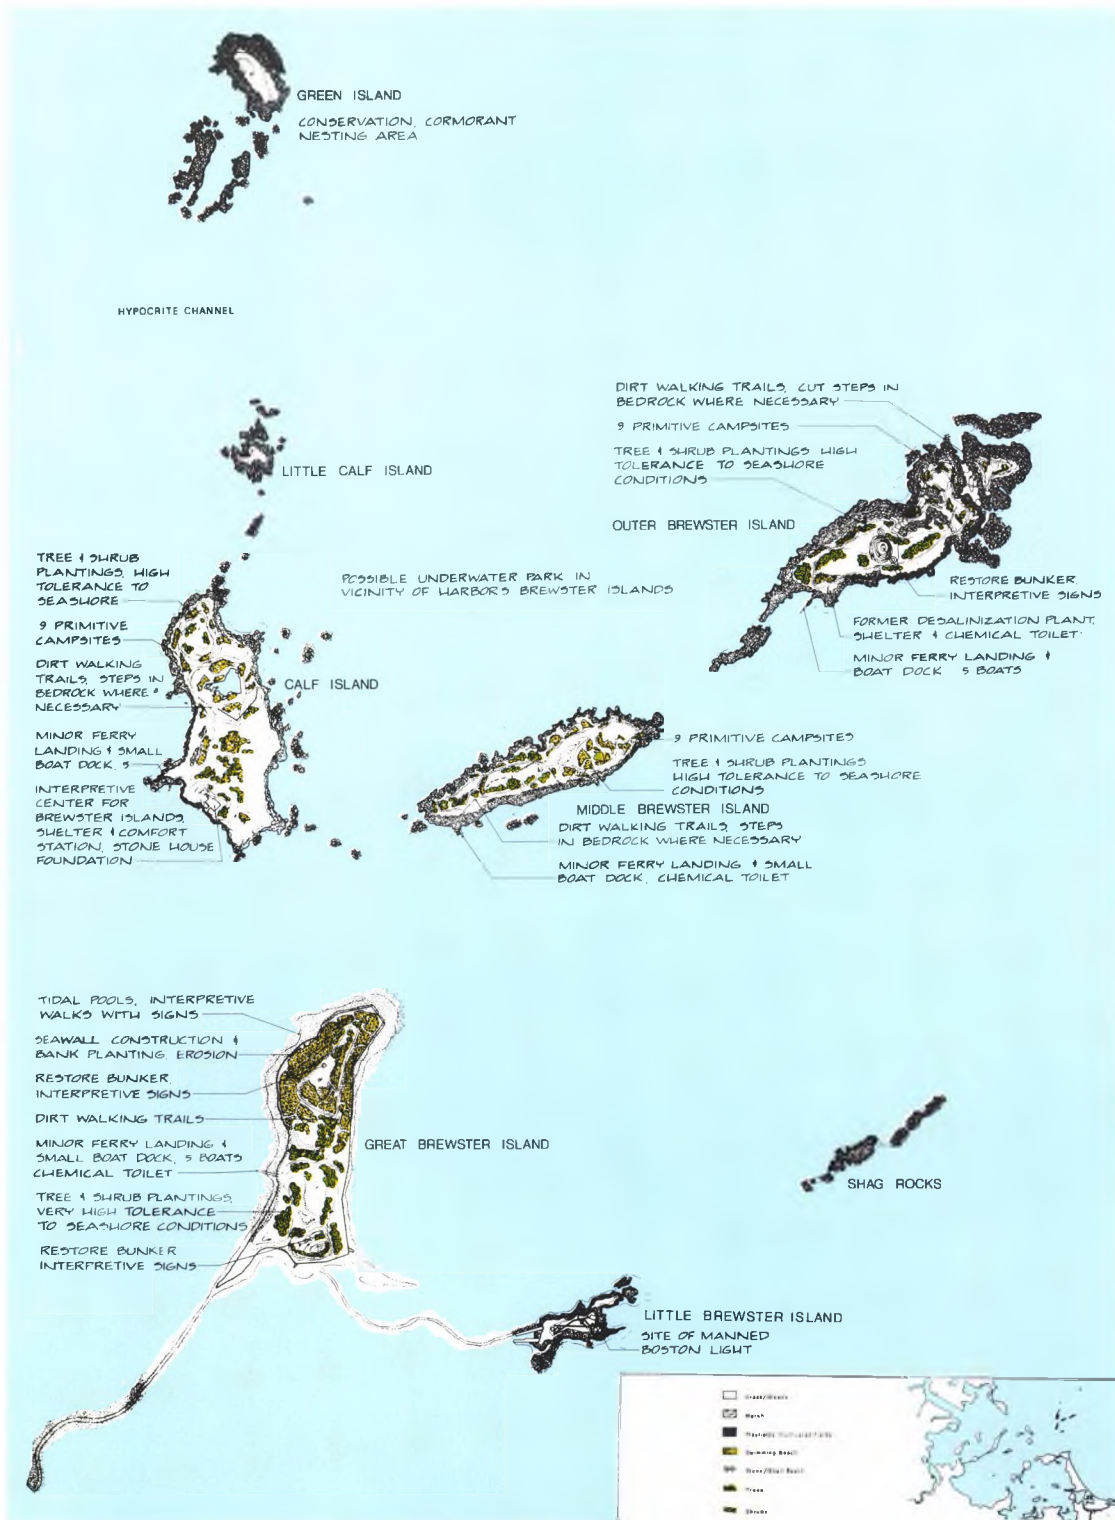 GREEN ISLAND
CONSERVATION, CORMORANT
NESTING AREA
HYPOCRITE CHANNEL
DIRT WALKING TRAILS, CUT STEPS IN
BEDROCK WHERE NECESSARY
9 PRIMITIVE CAMPSITES
TREE & SHRUB PLANTINGS HIGH
TOLERANCE TO SEASHORE
CONDITIONS
OUTER BREWSTER ISLAND
RESTORE BUNKER,
INTERPRETIVE SIGNS
FORMER DESALINIZATION PLANT,
SHELTER & CHEMICAL TOILET
MINOR FERRY LANDING &
BOAT DOCK 5 BOATS
LITTLE CALF ISLAND
TREE & SHRUB
PLANTINGS, HIGH
TOLERANCE TO
SEASHORE
9 PRIMITIVE
CAMPSITES
DIRT WALKING
TRAILS, STEPS IN
BEDROCK WHERE
NECESSARY
MINOR FERRY
LANDING & SMALL
BOAT DOCK, 5
INTERPRETIVE
CENTER FOR
BREWSTER ISLANDS,
SHELTER & COMFORT
STATION, STONE HOUSE
FOUNDATION
POSSIBLE UNDERWATER PARK IN
VICINITY OF HARBORS BREWSTER ISLANDS
CALF ISLAND
9 PRIMITIVE CAMPSITES
TREE & SHRUB PLANTINGS
HIGH TOLERANCE TO SEASHORE
CONDITIONS
MIDDLE BREWSTER ISLAND
DIRT WALKING TRAILS, STEPS
IN BEDROCK WHERE NECESSARY
MINOR FERRY LANDING & SMALL
BOAT DOCK, CHEMICAL TOILET
TIDAL POOLS, INTERPRETIVE
WALKS WITH SIGNS
SEAWALL CONSTRUCTION &
BANK PLANTING, EROSION
RESTORE BUNKER,
INTERPRETIVE SIGNS
DIRT WALKING TRAILS
MINOR FERRY LANDING &
SMALL BOAT DOCK, 5 BOATS
CHEMICAL TOILET
TREE & SHRUB PLANTINGS,
VERY HIGH TOLERANCE
TO SEASHORE CONDITIONS
RESTORE BUNKER
INTERPRETIVE SIGNS
GREAT BREWSTER ISLAND
SHAG ROCKS
LITTLE BREWSTER ISLAND
SITE OF MANNED
BOSTON LIGHT
Marsh
Swimming Beach
Trees
Shrubs